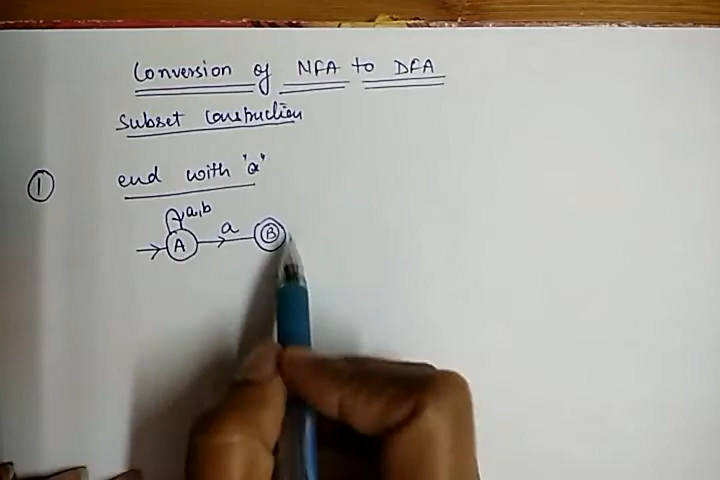 Conversion of NFA to DFA
Subset construction
① end with "a"
a,b
a
A
B